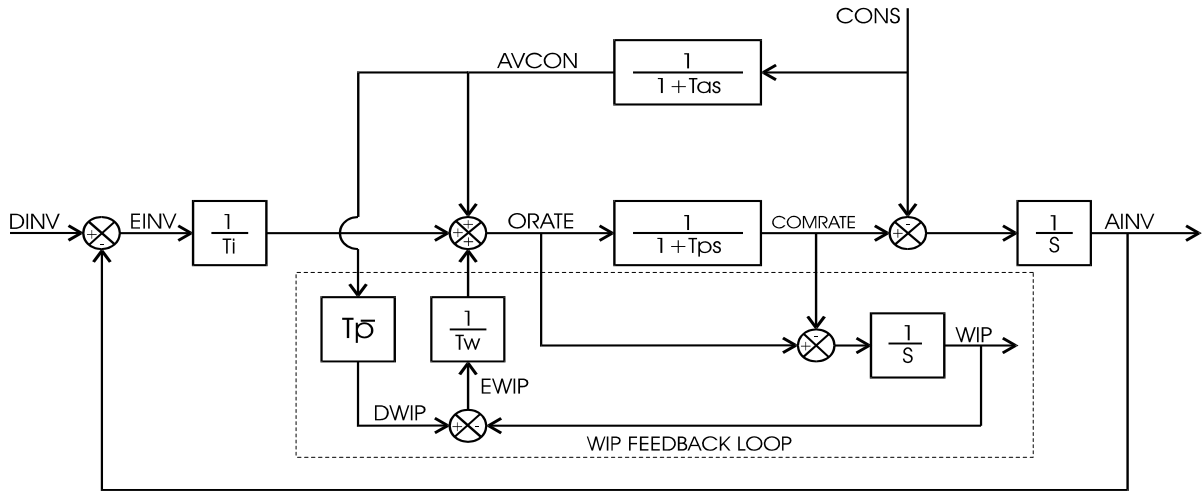 CONS
AVCON
1
1+Tas
DINV
+
-
EINV
1
Ti
+
+
+
ORATE
1
1+Tps
COMRATE
+
-
1
S
AINV
Tp̄
1
Tw
+
-
1
S
WIP
EWIP
DWIP
+
-
WIP FEEDBACK LOOP